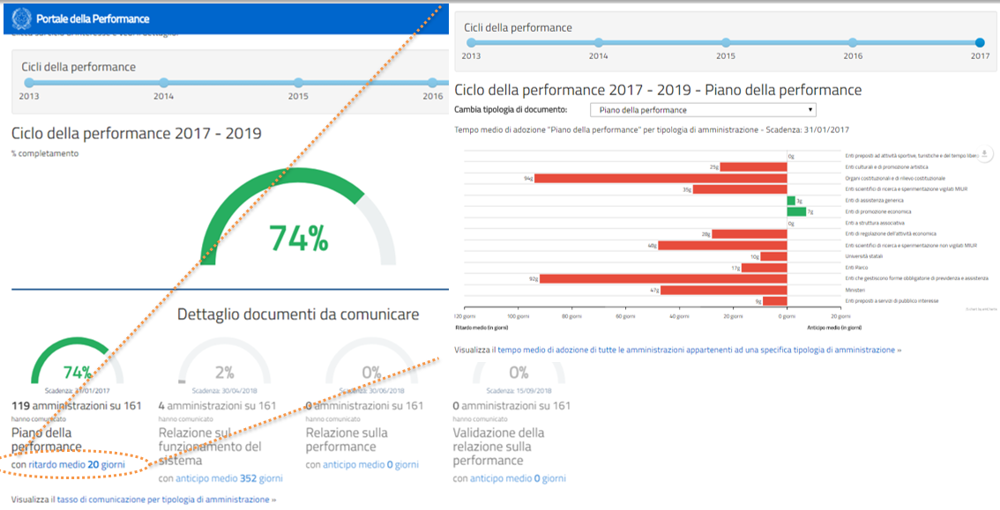 Portale della Performance
Cicli della performance
2013
2014
2015
2016
Ciclo della performance 2017 - 2019
% completamento
74%
Dettaglio documenti da comunicare
74%
Scadenza: 31/01/2017
119 amministrazioni su 161
hanno comunicato
Piano della
performance
con ritardo medio 20 giorni
2%
Scadenza: 30/04/2018
4 amministrazioni su 161
hanno comunicato
Relazione sul
funzionamento del
sistema
con anticipo medio 352 giorni
0%
Scadenza: 30/06/2018
0 amministrazioni su 161
hanno comunicato
Relazione sulla
performance
con anticipo medio 0 giorni
0%
Scadenza: 15/09/2018
0 amministrazioni su 161
hanno comunicato
Validazione della
relazione sulla
performance
con anticipo medio 0 giorni
Visualizza il tasso di comunicazione per tipologia di amministrazione »
Cicli della performance
2013
2014
2015
2016
2017
Ciclo della performance 2017 - 2019 - Piano della performance
Cambia tipologia di documento:
Piano della performance
Tempo medio di adozione "Piano della performance" per tipologia di amministrazione - Scadenza: 31/01/2017
0g Enti preposti ad attività sportive, turistiche e del tempo libero
25g Enti culturali e di promozione artistica
94g Organi costituzionali e di rilievo costituzionale
35g Enti scientifici di ricerca e sperimentazione vigilati MIUR
3g Enti di assistenza generica
7g Enti di promozione economica
0g Enti a struttura associativa
28g Enti di regolazione dell'attività economica
48g Enti scientifici di ricerca e sperimentazione non vigilati MIUR
10g Università statali
17g Enti Parco
92g Enti che gestiscono forme obbligatorie di previdenza e assistenza
47g Ministeri
9g Enti preposti a servizi di pubblico interesse
120 giorni
100 giorni
80 giorni
60 giorni
40 giorni
20 giorni
0 giorni
20 giorni
Ritardo medio (in giorni)
Anticipo medio (in giorni)
Visualizza il tempo medio di adozione di tutte le amministrazioni appartenenti ad una specifica tipologia di amministrazione »